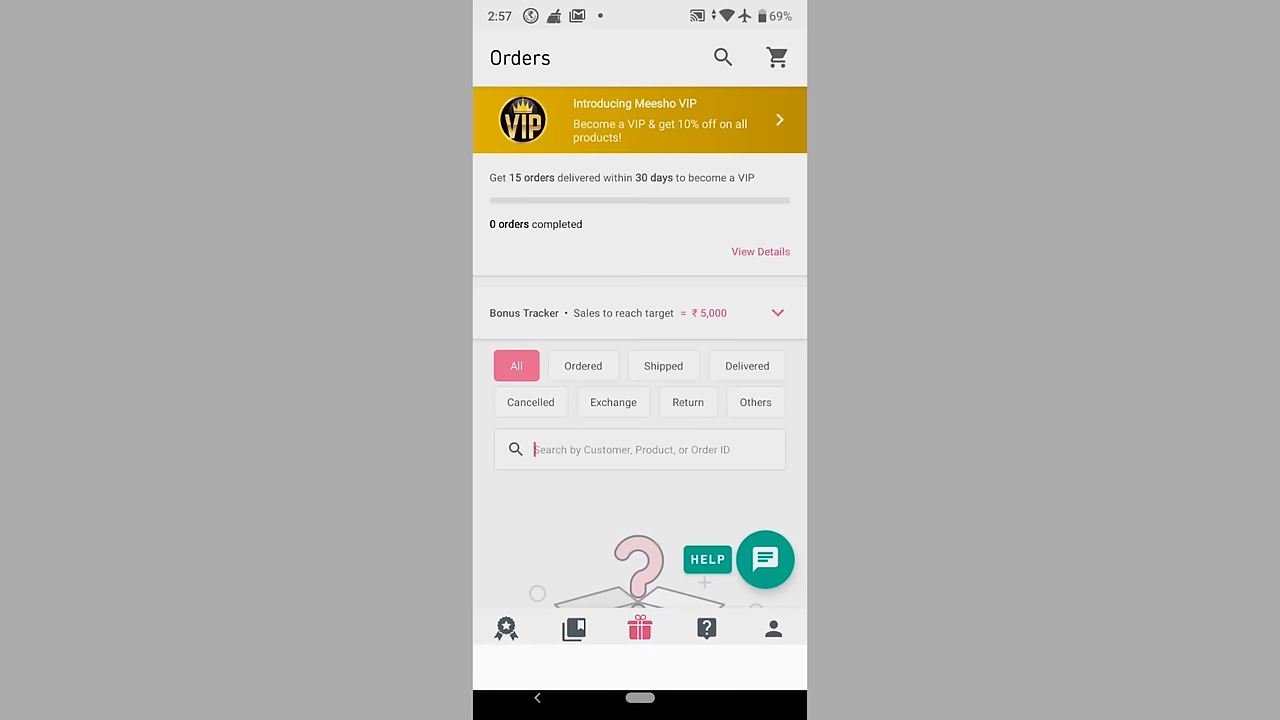 2:57
69%
Orders
VIP
Introducing Meesho VIP
Become a VIP & get 10% off on all
products!
Get 15 orders delivered within 30 days to become a VIP
0 orders completed
View Details
Bonus Tracker • Sales to reach target = ₹ 5,000
All Ordered Shipped Delivered
Cancelled Exchange Return Others
Search by Customer, Product, or Order ID
HELP